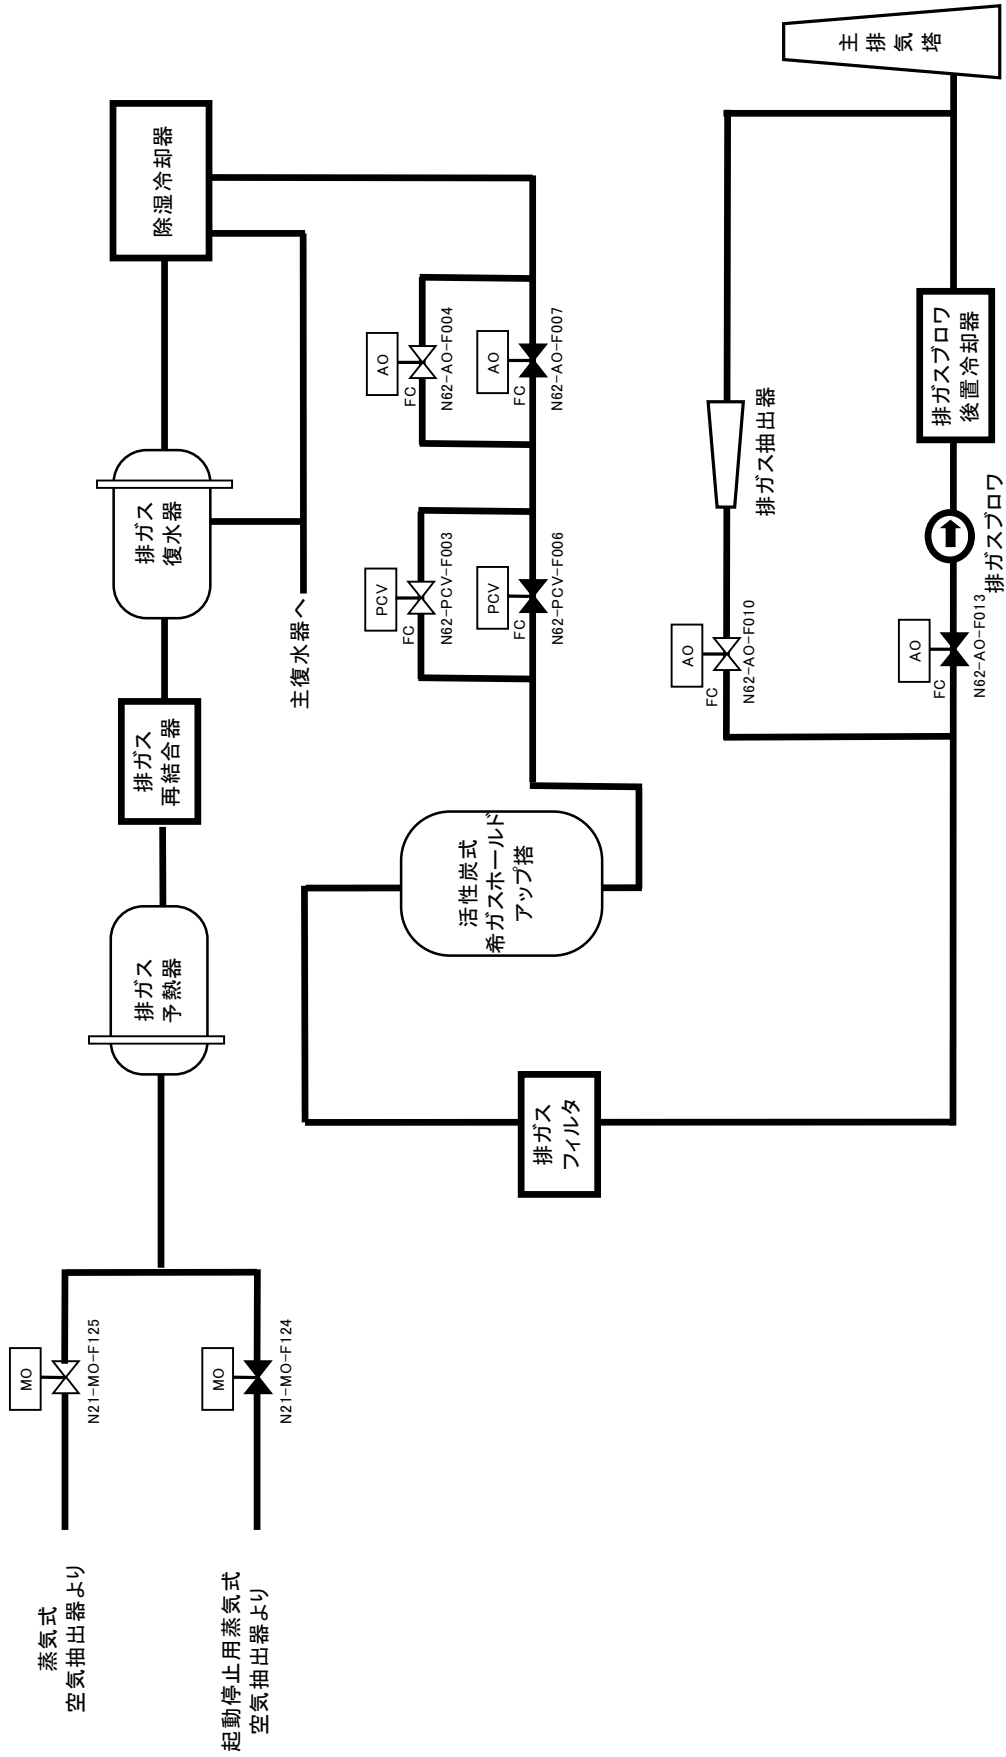 蒸気式
空気抽出器より
MO
N21-MO-F125
起動停止用蒸気式
空気抽出器より
MO
N21-MO-F124
排ガス
予熱器
排ガス
再結合器
排ガス
復水器
除湿冷却器
主復水器へ
PCV
FC
N62-PCV-F003
AO
FC
N62-AO-F004
PCV
FC
N62-PCV-F006
AO
FC
N62-AO-F007
活性炭式
希ガスホールド
アップ搭
排ガス
フィルタ
AO
FC
N62-AO-F010
排ガス抽出器
AO
FC
N62-AO-F013
排ガスブロワ
排ガスブロワ
後置冷却器
主排気塔